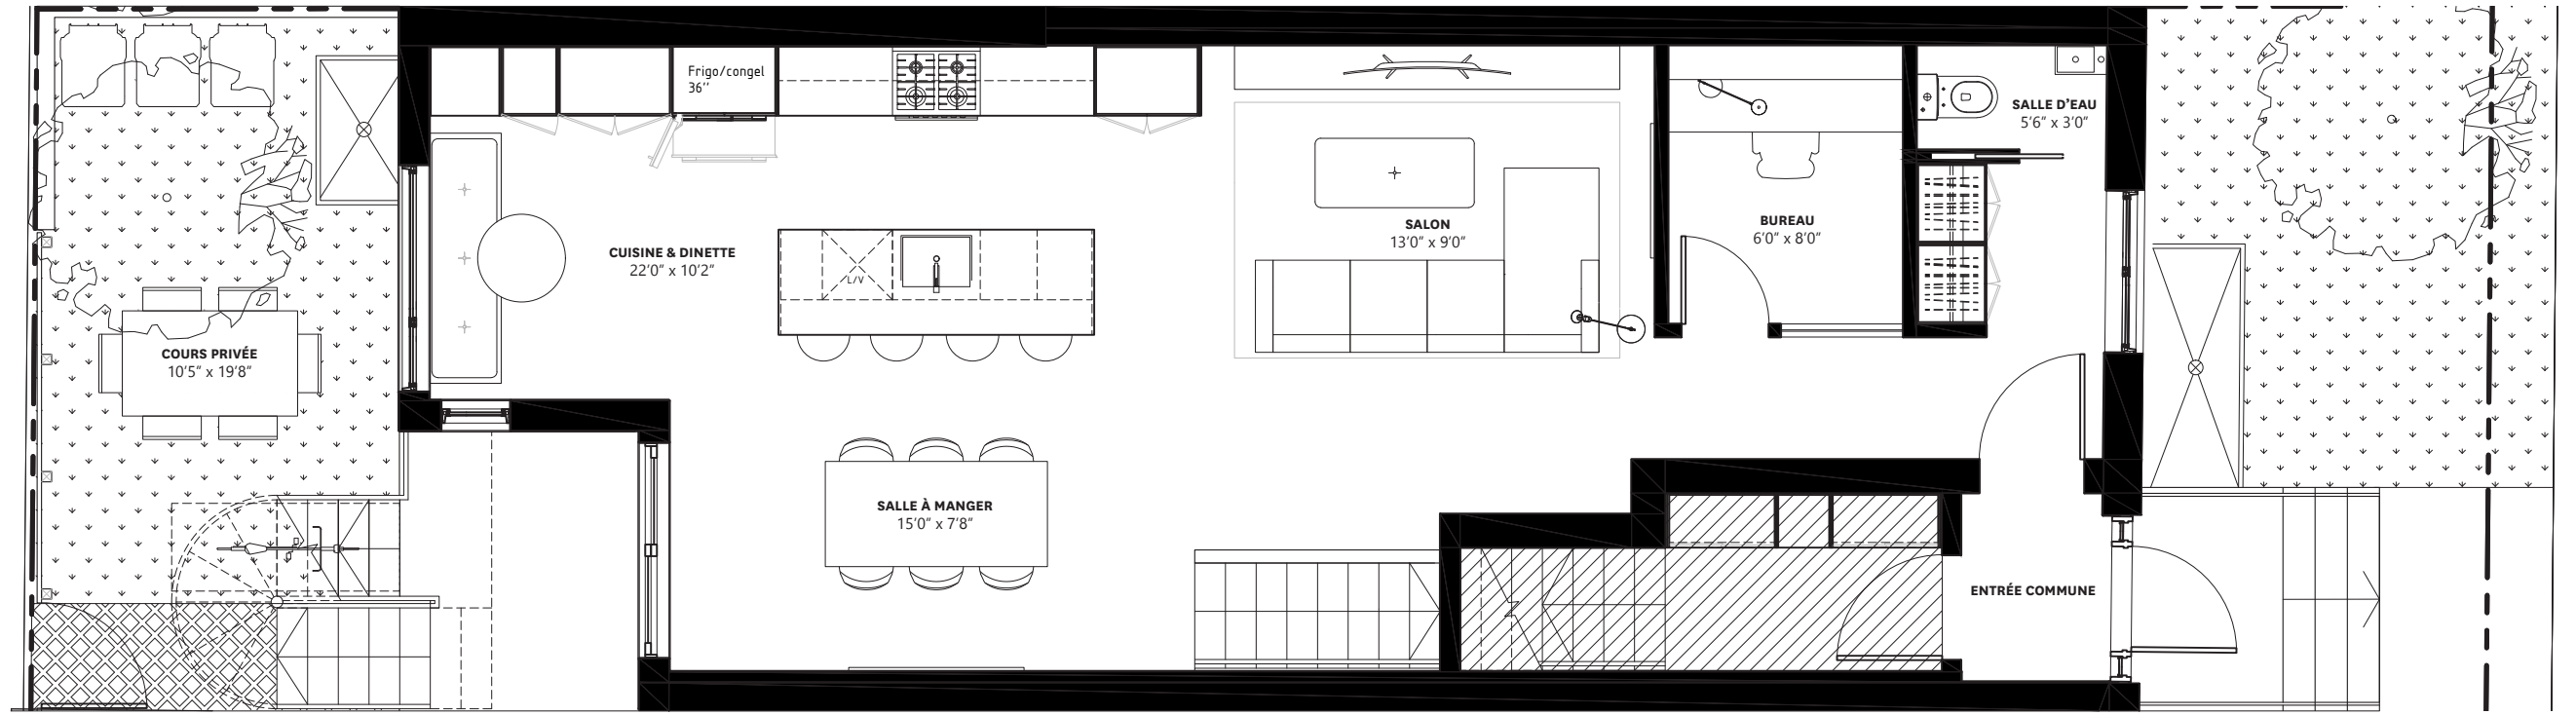 Frigo/congel
36''
SALLE D'EAU
5'6" x 3'0"
SALON
13'0" x 9'0"
BUREAU
6'0" x 8'0"
CUISINE & DINETTE
22'0" x 10'2"
L/V
COURS PRIVÉE
10'5" x 19'8"
SALLE À MANGER
15'0" x 7'8"
ENTRÉE COMMUNE